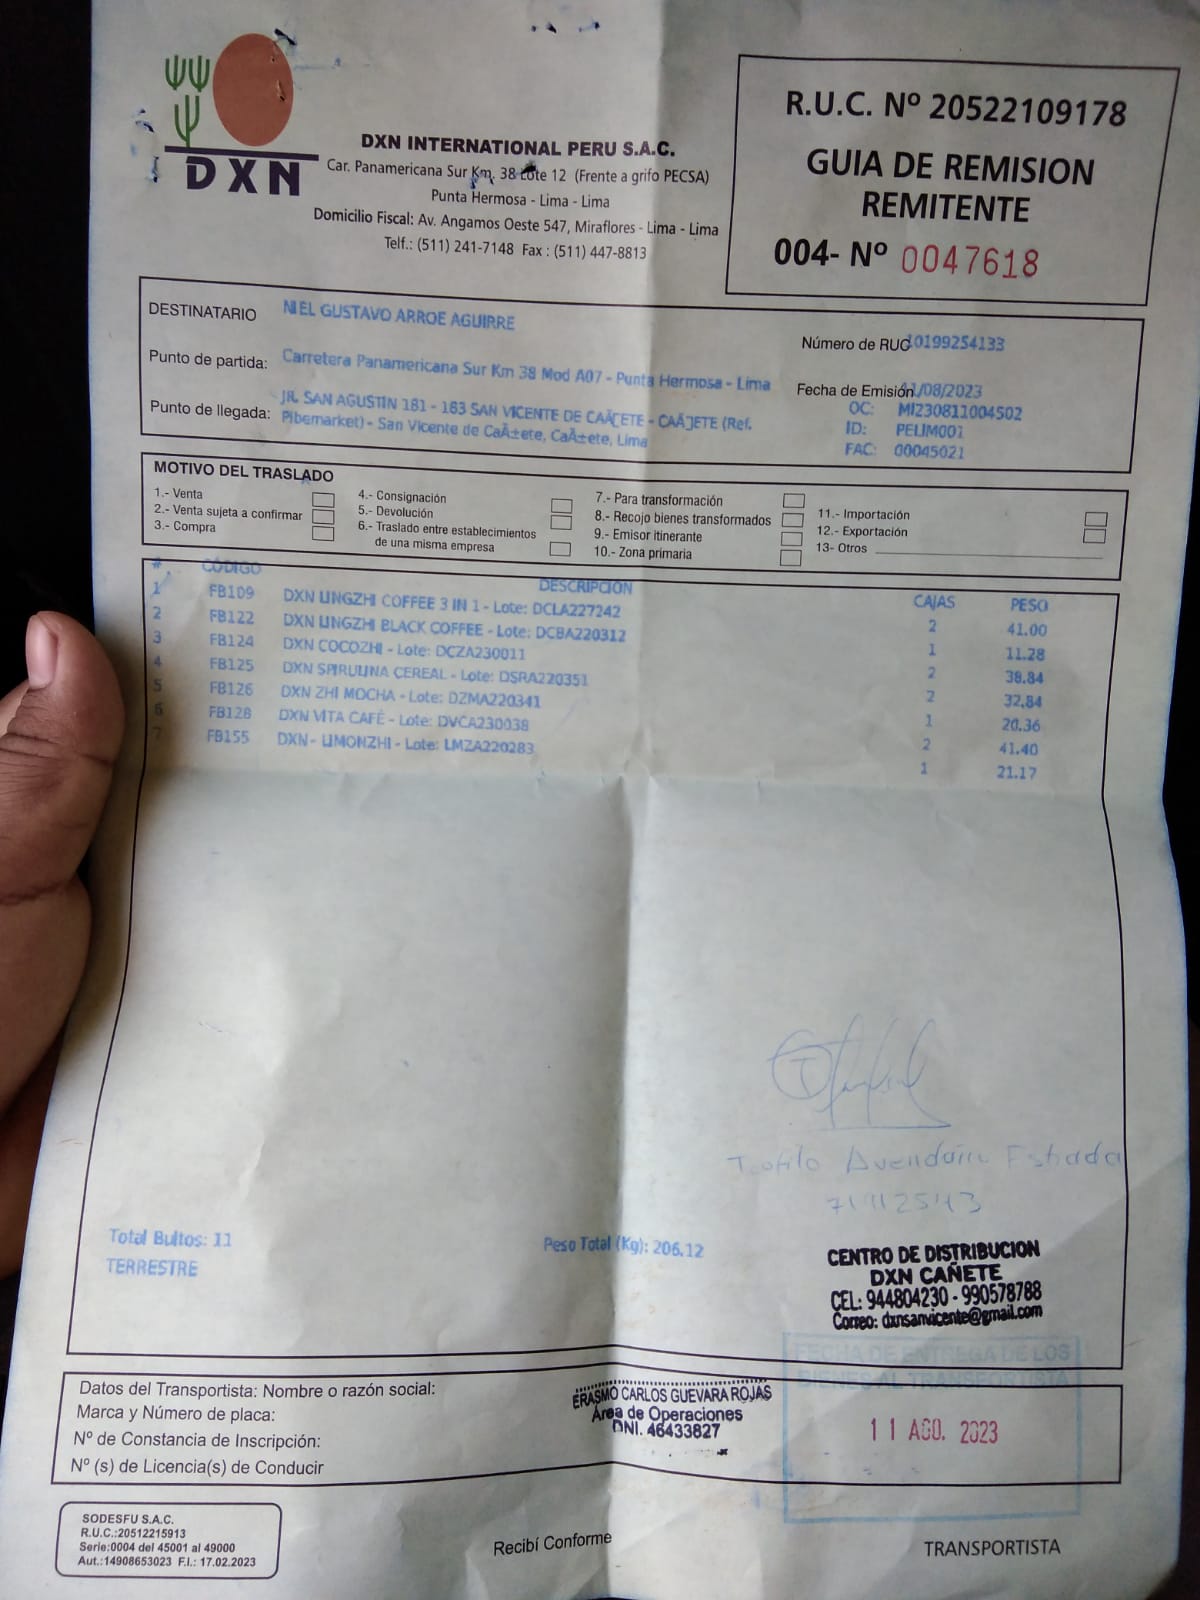 DXN
DXN INTERNATIONAL PERU S.A.C.
Car. Panamericana Sur Km. 38 Lote 12 (Frente a grifo PECSA)
Punta Hermosa - Lima - Lima
Domicilio Fiscal: Av. Angamos Oeste 547, Miraflores - Lima - Lima
Telf.: (511) 241-7148 Fax : (511) 447-8813
R.U.C. Nº 20522109178
GUIA DE REMISION
REMITENTE
004- Nº 0047618
DESTINATARIO NIEL GUSTAVO ARROE AGUIRRE
Número de RUC 10199254133
Punto de partida: Carretera Panamericana Sur Km 38 Mod A07 - Punta Hermosa - Lima
Fecha de Emisión 11/08/2023
Punto de llegada: JR. SAN AGUSTIN 181 - 183 SAN VICENTE DE CAÃ‘ETE - CAÃ‘ETE (Ref.
Pibemarket) - San Vicente de CaÃ±ete, CaÃ±ete, Lima
OC: MI230811004502
ID: PELIM001
FAC: 00045021
MOTIVO DEL TRASLADO
1.- Venta
2.- Venta sujeta a confirmar
3.- Compra
4.- Consignación
5.- Devolución
6.- Traslado entre establecimientos
de una misma empresa
7.- Para transformación
8.- Recojo bienes transformados
9.- Emisor itinerante
10.- Zona primaria
11.- Importación
12.- Exportación
13- Otros
# CÓDIGO DESCRIPCION CAJAS PESO
1 FB109 DXN LINGZHI COFFEE 3 IN 1 - Lote: DCLA227242 2 41.00
2 FB122 DXN LINGZHI BLACK COFFEE - Lote: DCBA220312 1 11.28
3 FB124 DXN COCOZHI - Lote: DCZA230011 2 38.84
4 FB125 DXN SPIRULINA CEREAL - Lote: DSRA220351 2 32.84
5 FB126 DXN ZHI MOCHA - Lote: DZMA220341 1 20.36
6 FB128 DXN VITA CAFÉ - Lote: DVCA230038 2 41.40
7 FB155 DXN- LIMONZHI - Lote: LMZA220283 1 21.17
Teofilo Avendaño Estrada
71912543
Total Bultos: 11
Peso Total (Kg): 206.12
TERRESTRE
CENTRO DE DISTRIBUCION
DXN CAÑETE
CEL: 944804230 - 990578788
Correo: dxnsanvicente@gmail.com
FECHA DE ENTREGA DE LOS
BIENES AL TRANSPORTISTA
11 AGO. 2023
Datos del Transportista: Nombre o razón social:
Marca y Número de placa:
Nº de Constancia de Inscripción:
Nº (s) de Licencia(s) de Conducir
ERASMO CARLOS GUEVARA ROJAS
Área de Operaciones
DNI. 46433827
SODESFU S.A.C.
R.U.C.:20512215913
Serie:0004 del 45001 al 49000
Aut.:14908653023 F.I.: 17.02.2023
Recibí Conforme
TRANSPORTISTA